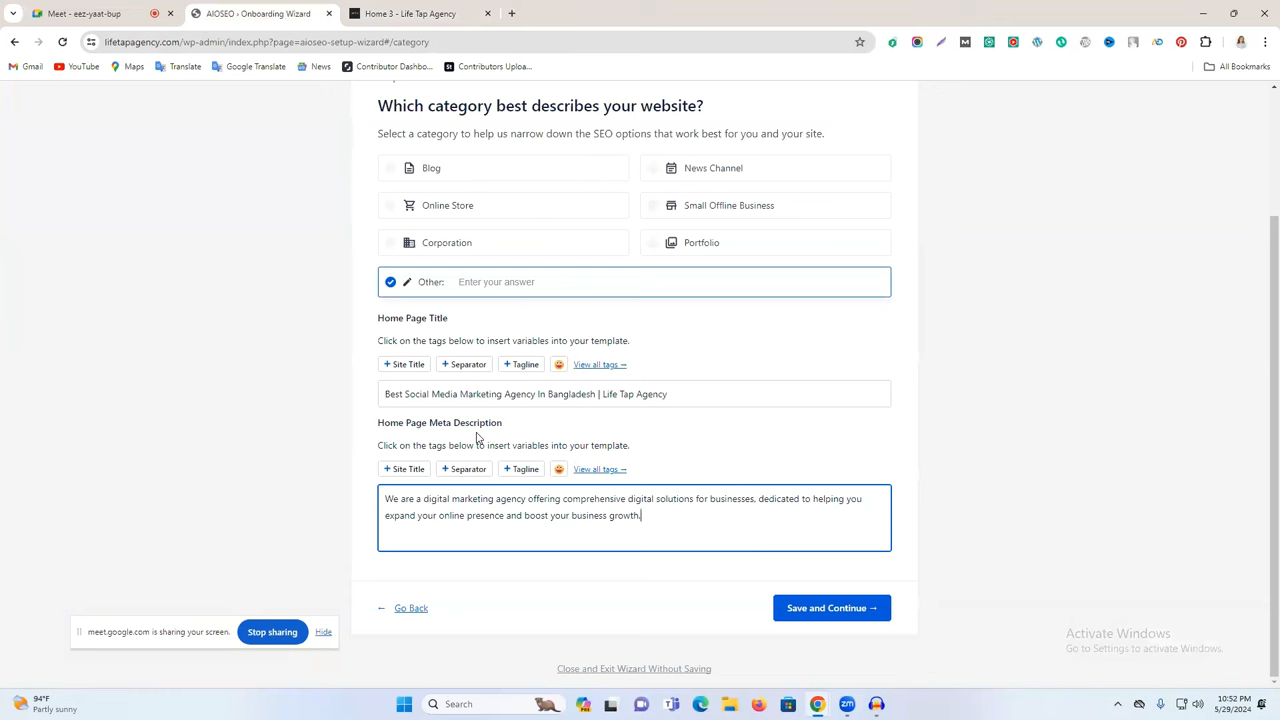 Meet - eezj-eat-bup
AIOSEO - Onboarding Wizard
Home 3 - Life Tap Agency
lifetapagency.com/wp-admin/index.php?page=aioseo-setup-wizard#/category
Gmail YouTube Maps Translate Google Translate News Contributor Dashbo... Contributors Uploa... All Bookmarks
Which category best describes your website?
Select a category to help us narrow down the SEO options that work best for you and your site.
Blog News Channel
Online Store Small Offline Business
Corporation Portfolio
Other: Enter your answer
Home Page Title
Click on the tags below to insert variables into your template.
+ Site Title + Separator + Tagline View all tags →
Best Social Media Marketing Agency In Bangladesh | Life Tap Agency
Home Page Meta Description
Click on the tags below to insert variables into your template.
+ Site Title + Separator + Tagline View all tags →
We are a digital marketing agency offering comprehensive digital solutions for businesses, dedicated to helping you
expand your online presence and boost your business growth.
← Go Back Save and Continue →
meet.google.com is sharing your screen. Stop sharing Hide
Activate Windows
Go to Settings to activate Windows.
Close and Exit Wizard Without Saving
94°F
Partly sunny
Search
10:52 PM
5/29/2024